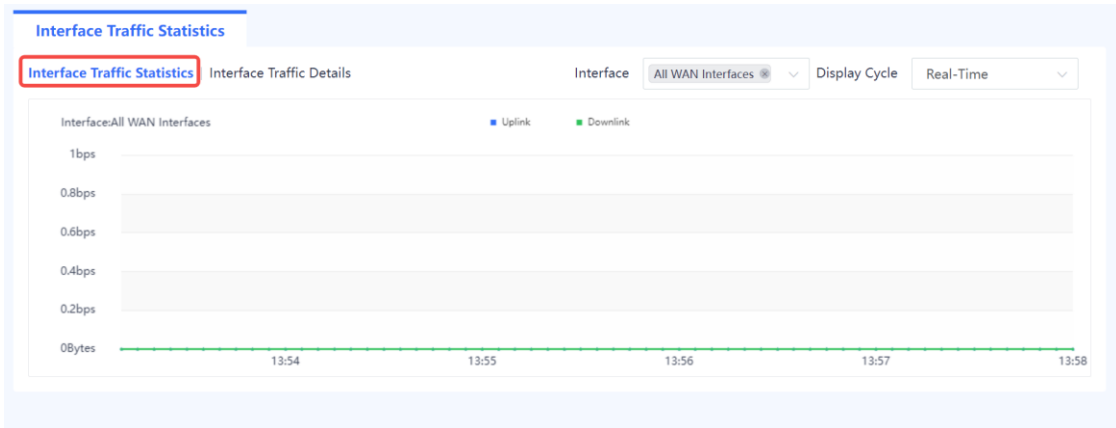 Interface Traffic Statistics
Interface Traffic Statistics Interface Traffic Details Interface All WAN Interfaces Display Cycle Real-Time
Interface:All WAN Interfaces Uplink Downlink
1bps
0.8bps
0.6bps
0.4bps
0.2bps
0Bytes
13:54 13:55 13:56 13:57 13:58